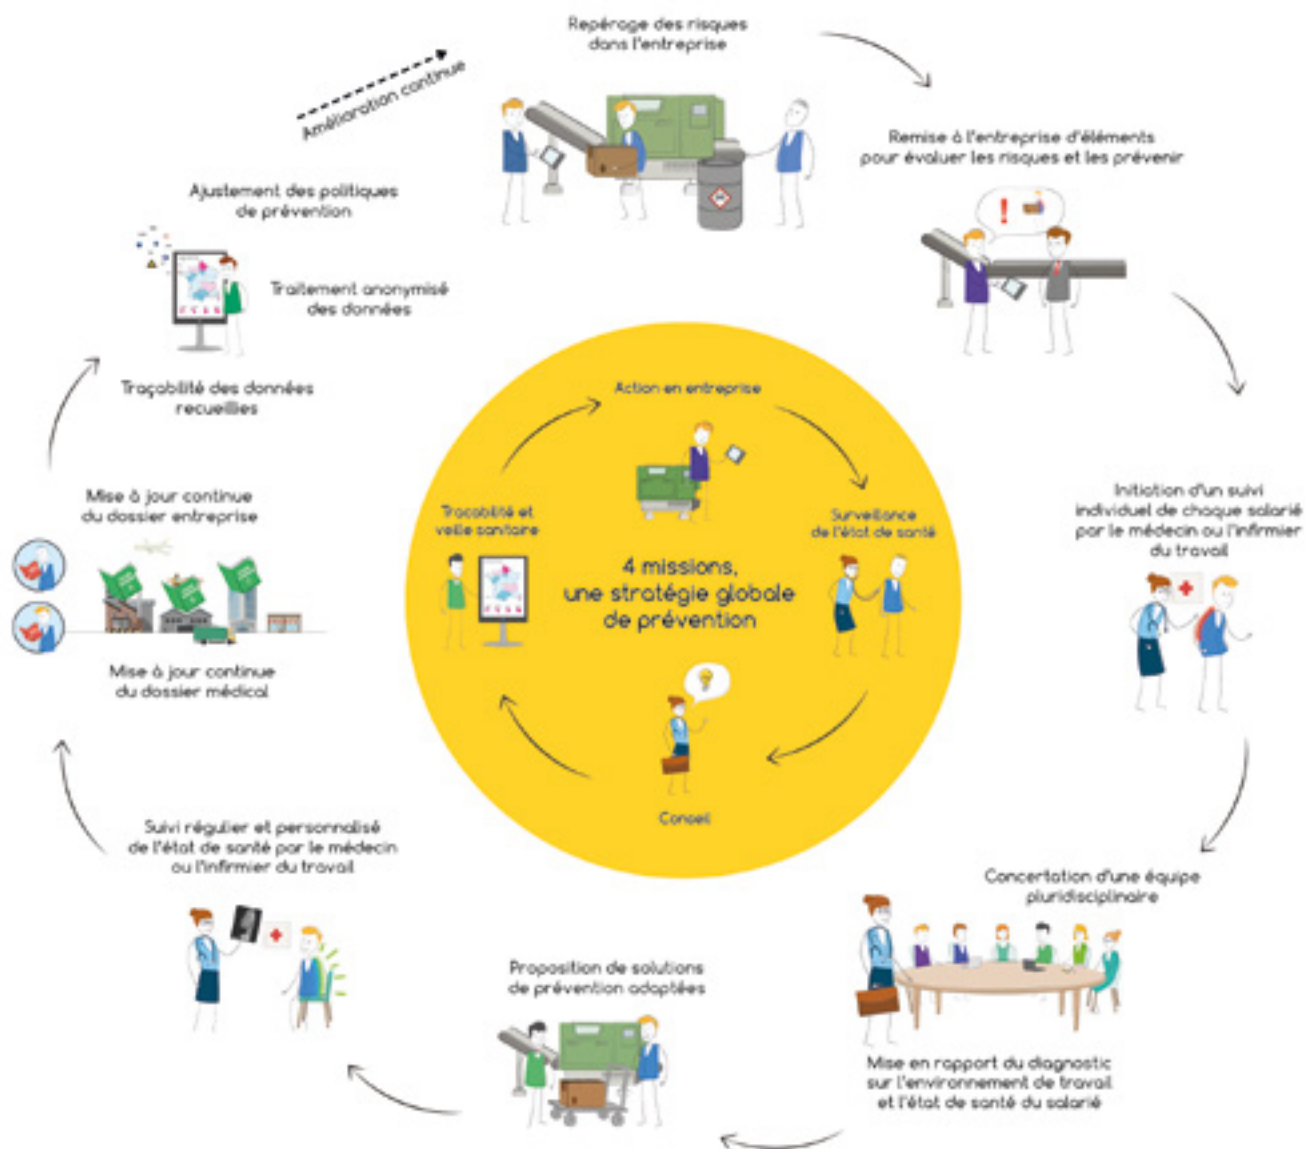 Repérage des risques
dans l'entreprise
Amélioration continue
Remise à l'entreprise d'éléments
pour évaluer les risques et les prévenir
Initiation d'un suivi
individuel de chaque salarié
par le médecin ou l'infirmier
du travail
Concertation d'une équipe
pluridisciplinaire
Mise en rapport du diagnostic
sur l'environnement de travail
et l'état de santé du salarié
Proposition de solutions
de prévention adaptées
Suivi régulier et personnalisé
de l'état de santé par le médecin
ou l'infirmier du travail
Mise à jour continue
du dossier médical
Mise à jour continue
du dossier entreprise
Traçabilité des données
recueillies
Traitement anonymisé
des données
Ajustement des politiques
de prévention
Action en entreprise
Surveillance
de l'état de santé
Conseil
Tracabilité et
veille sanitaire
4 missions,
une stratégie globale
de prévention